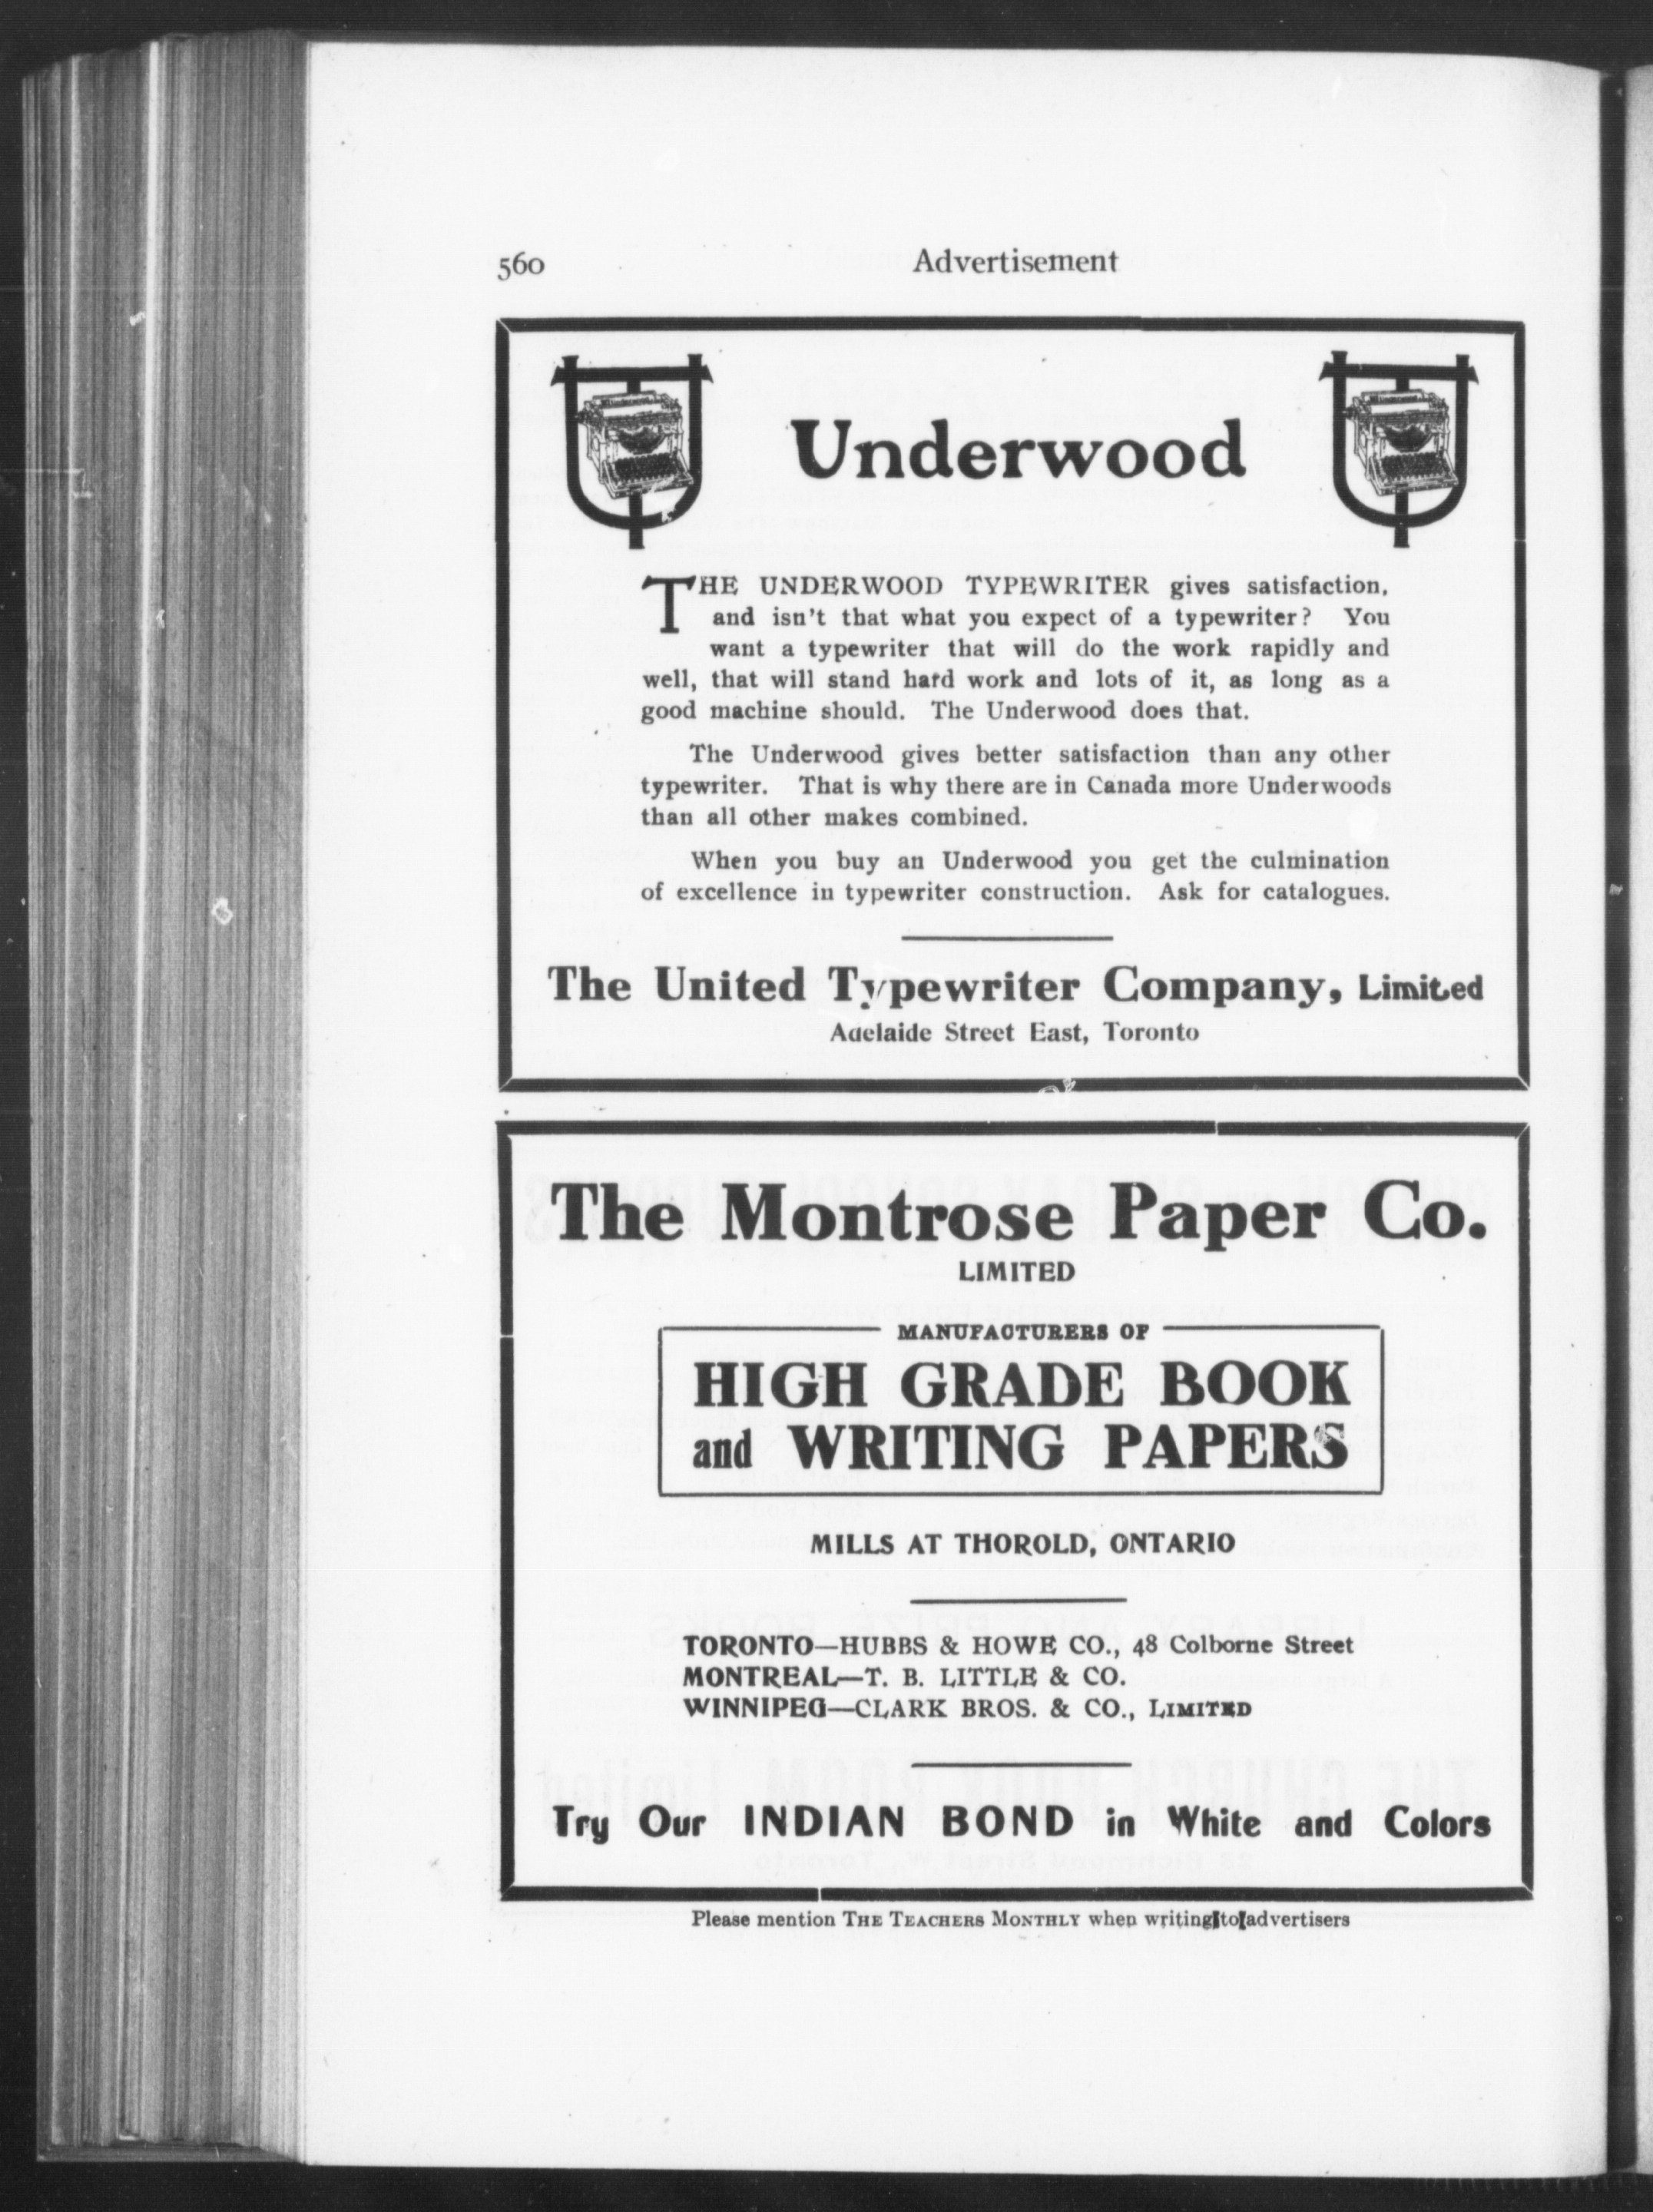 560
Advertisement
Underwood
THE UNDERWOOD TYPEWRITER gives satisfaction,
and isn't that what you expect of a typewriter? You
want a typewriter that will do the work rapidly and
well, that will stand hard work and lots of it, as long as a
good machine should. The Underwood does that.
The Underwood gives better satisfaction than any other
typewriter. That is why there are in Canada more Underwoods
than all other makes combined.
When you buy an Underwood you get the culmination
of excellence in typewriter construction. Ask for catalogues.
The United Typewriter Company, Limited
Adelaide Street East, Toronto
The Montrose Paper Co.
LIMITED
MANUFACTURERS OF
HIGH GRADE BOOK
and WRITING PAPERS
MILLS AT THOROLD, ONTARIO
TORONTO—HUBBS & HOWE CO., 48 Colborne Street
MONTREAL—T. B. LITTLE & CO.
WINNIPEG—CLARK BROS. & CO., LIMITED
Try Our INDIAN BOND in White and Colors
Please mention THE TEACHERS MONTHLY when writing to advertisers